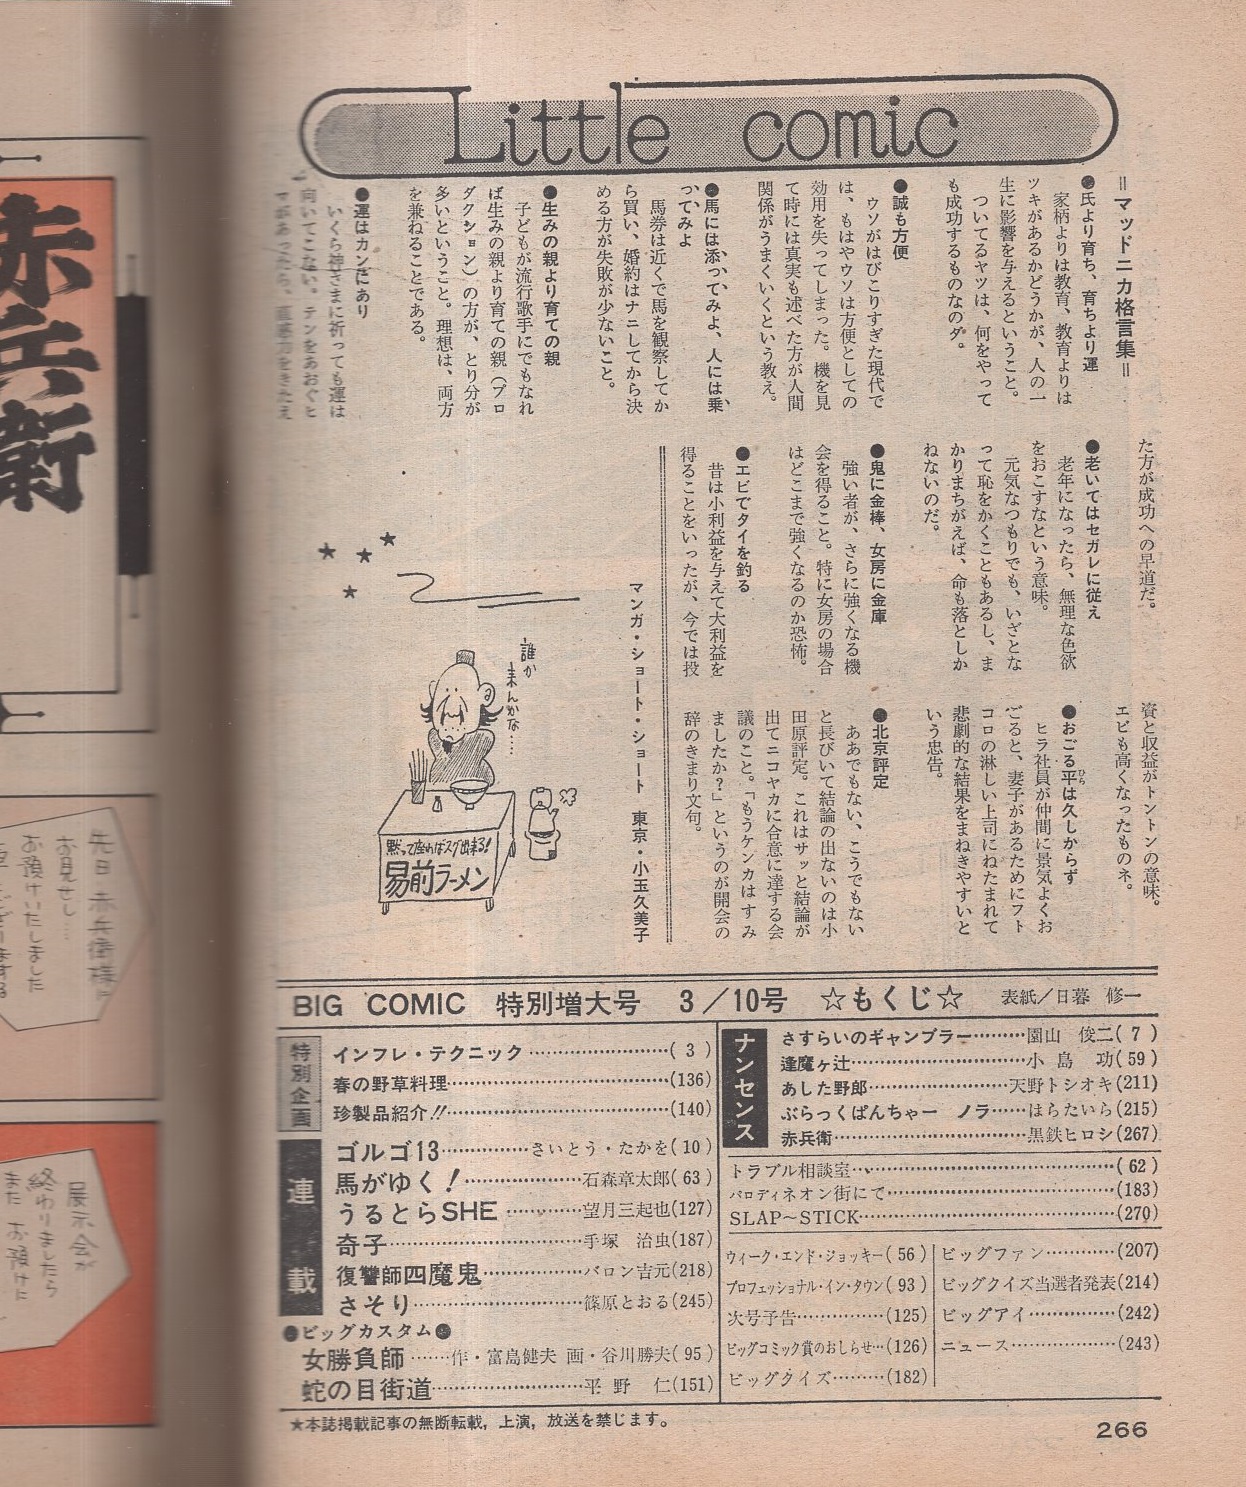 Little comic
＝マッドニカ格言集＝
●氏より育ち、育ちより運
家柄よりは教育、教育よりは
ツキがあるかどうかが、人の一
生に影響を与えるということ。
ついてるヤツは、何をやって
も成功するものなのダ。
●誠も方便
ウソがはびこりすぎた現代で
は、もはやウソは方便としての
効用を失ってしまった。機を見
て時には真実も述べた方が人間
関係がうまくいくという教え。
●馬には添ってみよ、人には乗
ってみよ
馬券は近くで馬を観察してか
ら買い、婚約はナニしてから決
める方が失敗が少ないこと。
●生みの親より育ての親
子どもが流行歌手にでもなれ
ば生みの親より育ての親（プロ
ダクション）の方が、とり分が
多いということ。理想は、両方
を兼ねることである。
●運はカンにあり
いくら神さまに祈っても運は
向いてこない。テンをあおぐヒ
マがあったら、直感力をきたえ
た方が成功への早道だ。
●老いてはセガレに従え
老年になったら、無理な色欲
をおこすなという意味。
元気なつもりでも、いざとな
って恥をかくこともあるし、ま
かりまちがえば、命も落としか
ねないのだ。
●鬼に金棒、女房に金庫
強い者が、さらに強くなる機
会を得ること。特に女房の場合
はどこまで強くなるのか恐怖。
●エビでタイを釣る
昔は小利益を与えて大利益を
得ることをいったが、今では投
資と収益がトントンの意味。
エビも高くなったものネ。
●おごる平は久しからず
ひら
ヒラ社員が仲間に景気よくお
ごると、妻子があるためにフト
コロの淋しい上司にねたまれて
悲劇的な結果をまねきやすいと
いう忠告。
●北京評定
ああでもない、こうでもない
と長びいて結論の出ないのは小
田原評定。これはサッと結論が
出てニコヤカに合意に達する会
議のこと。「もうケンカはすみ
ましたか？」というのが開会の
辞のきまり文句。
マンガ・ショート・ショート　東京・小玉久美子
誰か
来んかな……
黙って座ればスグ出来る！
易前ラーメン
BIG COMIC 特別増大号 3／10号 ☆もくじ☆ 表紙／日暮 修一
特別企画
インフレ・テクニック……( 3 )
春の野草料理……(136)
珍製品紹介!!……(140)
連載
ゴルゴ13……さいとう・たかを( 10 )
馬がゆく！……石森章太郎( 63 )
うるとらSHE……望月三起也(127)
奇子……手塚 治虫(187)
復讐師四魔鬼……バロン吉元(218)
さそり……篠原とおる(245)
●ビッグカスタム●
女勝負師……作・富島健夫 画・谷川勝夫( 95 )
蛇の目街道……平野 仁(151)
ナンセンス
さすらいのギャンブラー……園山 俊二( 7 )
逢魔ヶ辻……小島 功( 59 )
あした野郎……天野トシオキ(211)
ぶらっくぱんちゃー ノラ……はらたいら(215)
赤兵衛……黒鉄ヒロシ(267)
トラブル相談室……( 62 )
パロディネオン街にて……(183)
SLAP～STICK……(270)
ウィーク・エンド・ジョッキー( 56 )
プロフェッショナル・イン・タウン( 93 )
次号予告……(125)
ビッグコミック賞のおしらせ…(126)
ビッグクイズ……(182)
ビッグファン……(207)
ビッグクイズ当選者発表(214)
ビッグアイ……(242)
ニュース……(243)
★本誌掲載記事の無断転載，上演，放送を禁じます。
266
赤兵衛
先日 赤兵衛様に
お見せし…
お預けいたしました
展示会が
終わりましたら
また お預けに